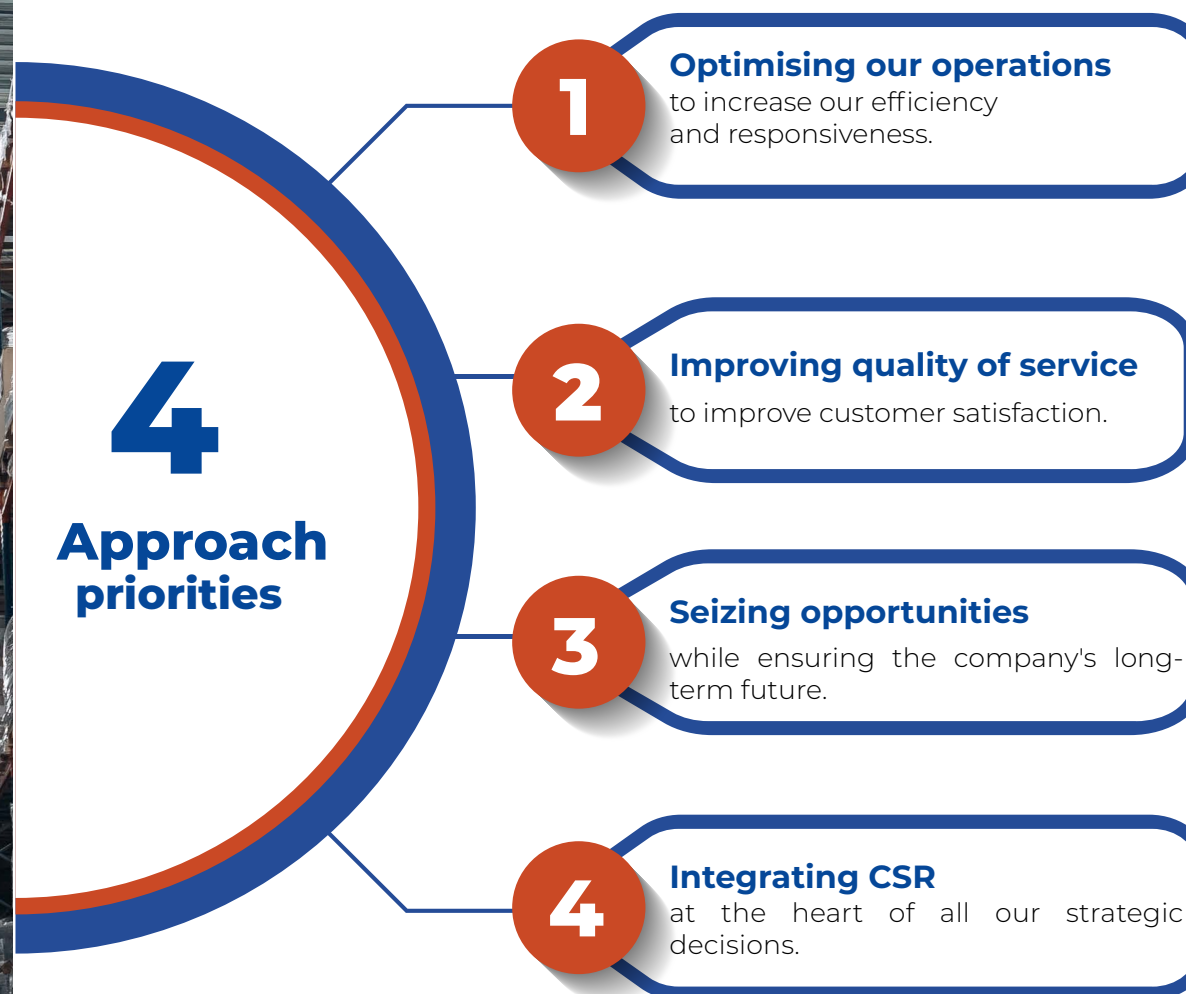 4
Approach
priorities
1
Optimising our operations
to increase our efficiency
and responsiveness.
2
Improving quality of service
to improve customer satisfaction.
3
Seizing opportunities
while ensuring the company's long-
term future.
4
Integrating CSR
at the heart of all our strategic
decisions.